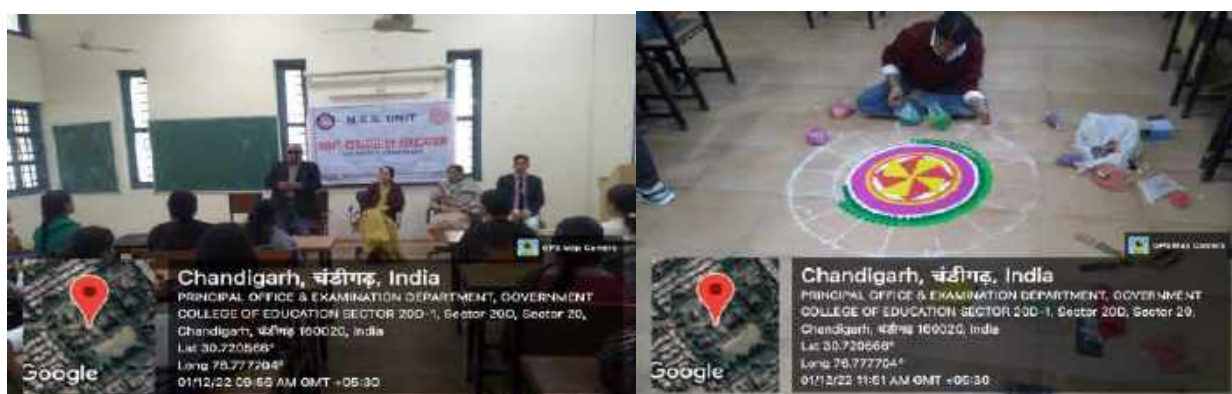 N.S.S. UNIT
GPS Map Camera
Chandigarh, चंडीगढ़, India
PRINCIPAL OFFICE & EXAMINATION DEPARTMENT, GOVERNMENT
COLLEGE OF EDUCATION SECTOR 20D-1, Sector 20D, Sector 20,
Chandigarh, चंडीगढ़ 160020, India
Lat 30.720566°
Long 76.777704°
01/12/22 09:56 AM GMT +05:30
Google
GPS Map Camera
Chandigarh, चंडीगढ़, India
PRINCIPAL OFFICE & EXAMINATION DEPARTMENT, GOVERNMENT
COLLEGE OF EDUCATION SECTOR 20D-1, Sector 20D, Sector 20,
Chandigarh, चंडीगढ़ 160020, India
Lat 30.720566°
Long 76.777704°
01/12/22 11:51 AM GMT +05:30
Google